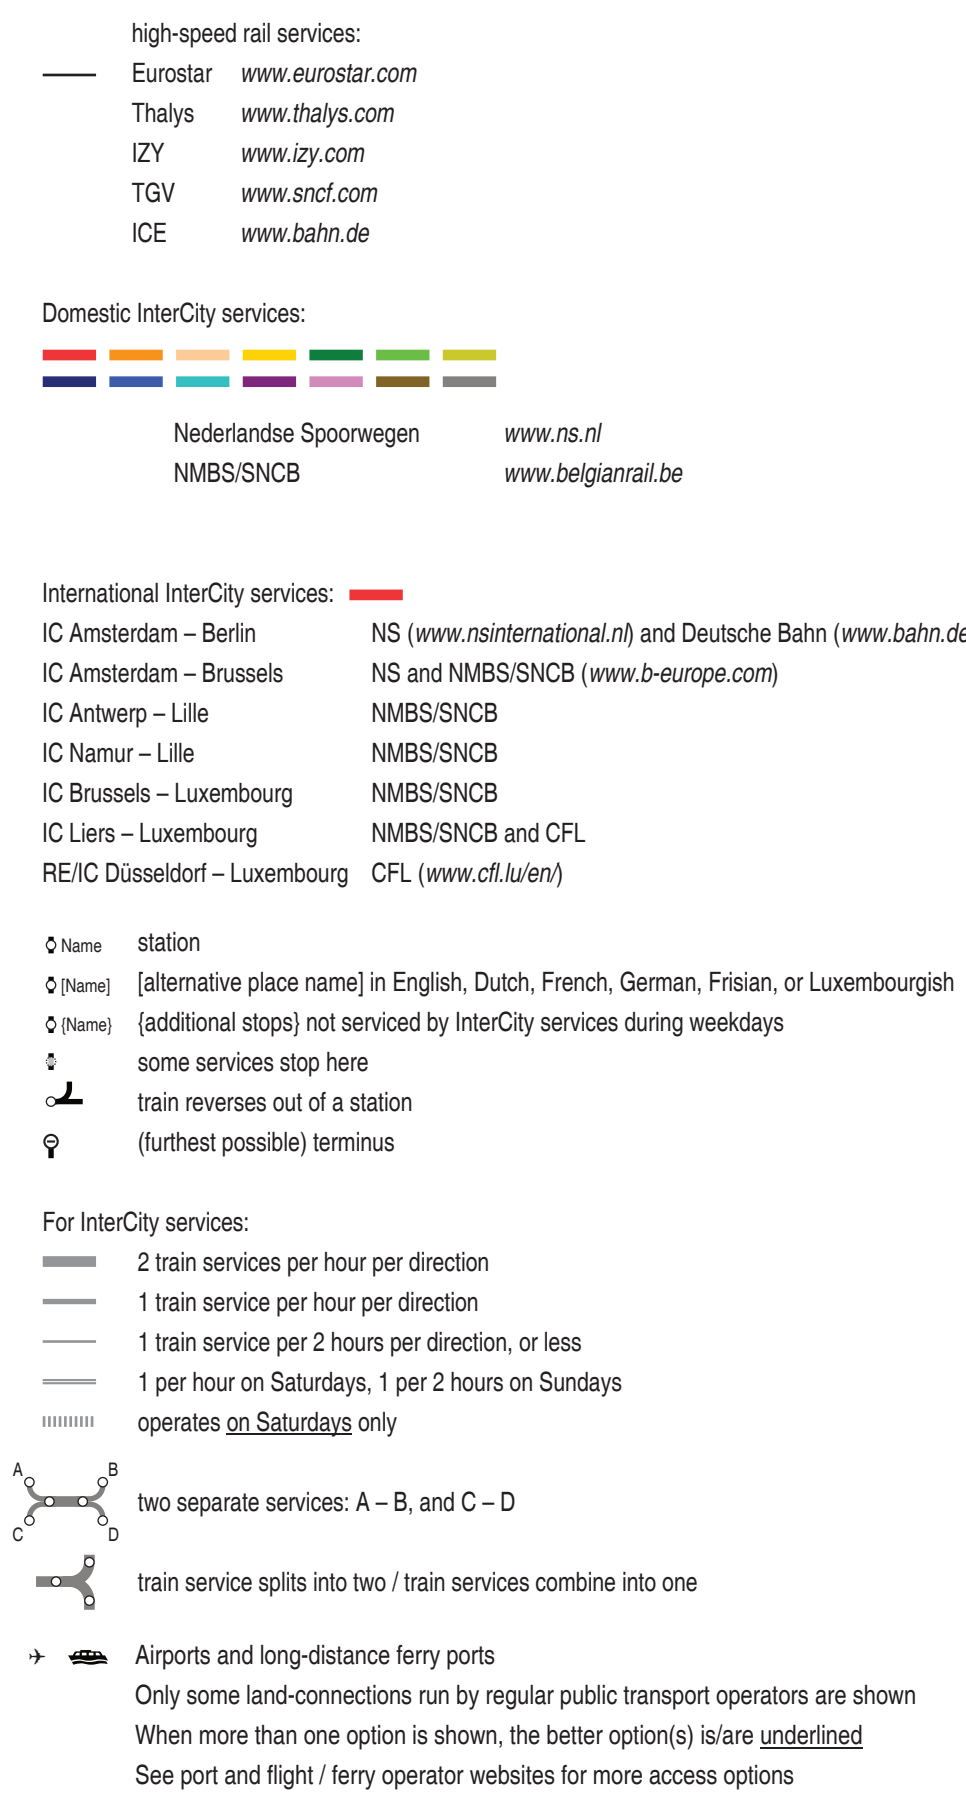 high-speed rail services:
Eurostar www.eurostar.com
Thalys www.thalys.com
IZY www.izy.com
TGV www.sncf.com
ICE www.bahn.de
Domestic InterCity services:
Nederlandse Spoorwegen www.ns.nl
NMBS/SNCB www.belgianrail.be
International InterCity services:
IC Amsterdam – Berlin NS (www.nsinternational.nl) and Deutsche Bahn (www.bahn.de
IC Amsterdam – Brussels NS and NMBS/SNCB (www.b-europe.com)
IC Antwerp – Lille NMBS/SNCB
IC Namur – Lille NMBS/SNCB
IC Brussels – Luxembourg NMBS/SNCB
IC Liers – Luxembourg NMBS/SNCB and CFL
RE/IC Düsseldorf – Luxembourg CFL (www.cfl.lu/en/)
Name station
[Name] [alternative place name] in English, Dutch, French, German, Frisian, or Luxembourgish
{Name} {additional stops} not serviced by InterCity services during weekdays
some services stop here
train reverses out of a station
(furthest possible) terminus
For InterCity services:
2 train services per hour per direction
1 train service per hour per direction
1 train service per 2 hours per direction, or less
1 per hour on Saturdays, 1 per 2 hours on Sundays
operates on Saturdays only
A B
two separate services: A – B, and C – D
C D
train service splits into two / train services combine into one
Airports and long-distance ferry ports
Only some land-connections run by regular public transport operators are shown
When more than one option is shown, the better option(s) is/are underlined
See port and flight / ferry operator websites for more access options